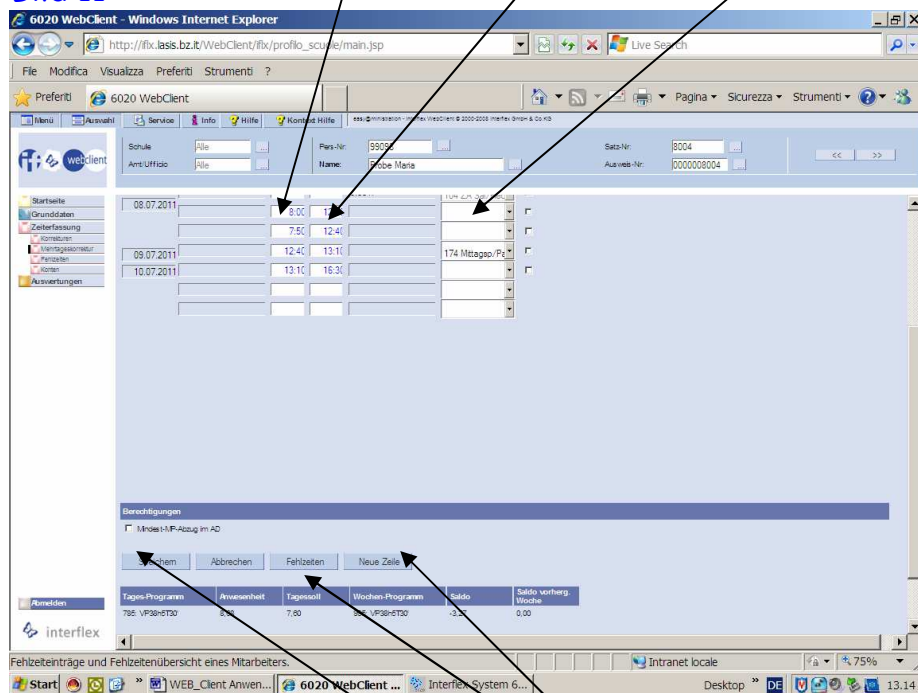 6020 WebClient - Windows Internet Explorer
http://iflx.lasis.bz.it/WebClient/iflx/profilo_scuole/main.jsp
Live Search
File Modifica Visualizza Preferiti Strumenti ?
Preferiti 6020 WebClient Pagina Sicurezza Strumenti
Menü Auswahl Service Info Hilfe Kontext Hilfe
Schule Alle ... Pers-Nr: ... Satz-Nr: 8004 ...
Amt/Ufficio Alle ... Name: Probe Maria ... Ausweis-Nr: 0000008004 ...
<< >>
webclient
Startseite
Grunddaten
Zeiterfassung
Korrekturen
Mehrtageskorrektur
Fehlzeiten
Konten
Auswertungen
08.07.2011 8:00
7:50 12:40
12:40 13:10 174 Mittagsp/Pa
09.07.2011
10.07.2011 13:10 16:30
Berechtigungen
Mindest-MP-Abzug im AD
Speichern Abbrechen Fehlzeiten Neue Zeile
Tages-Programm Anwesenheit Tagessoll Wochen-Programm Saldo Saldo vorherg. Woche
785: VP38h5T30' 7,60 VP38h5T30' 0,00
Abmelden
interflex
Fehlzeiteinträge und Fehlzeitenübersicht eines Mitarbeiters.
Intranet locale 75%
Start WEB_Client Anwen... 6020 WebClient ... Interflex System 6... Desktop DE 13.14